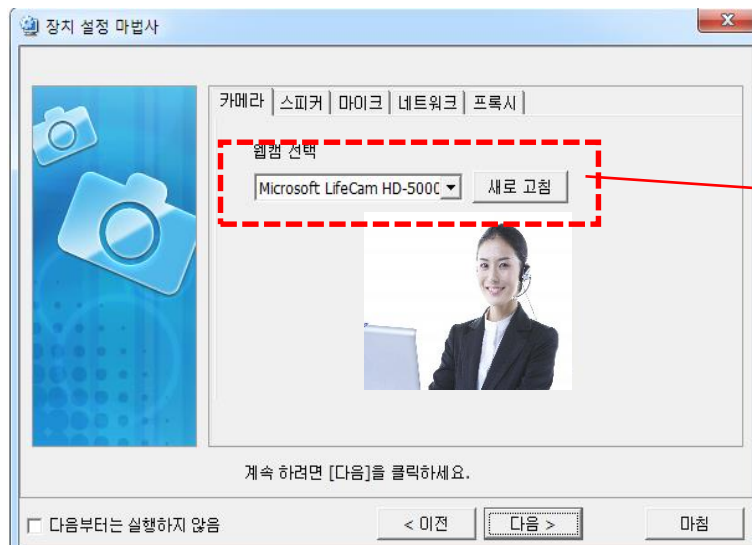 장치 설정 마법사
카메라 스피커 마이크 네트워크 프록시
웹캠 선택
Microsoft LifeCam HD-5000 새로 고침
계속 하려면 [다음]을 클릭하세요.
다음부터는 실행하지 않음 < 이전 다음 > 마침